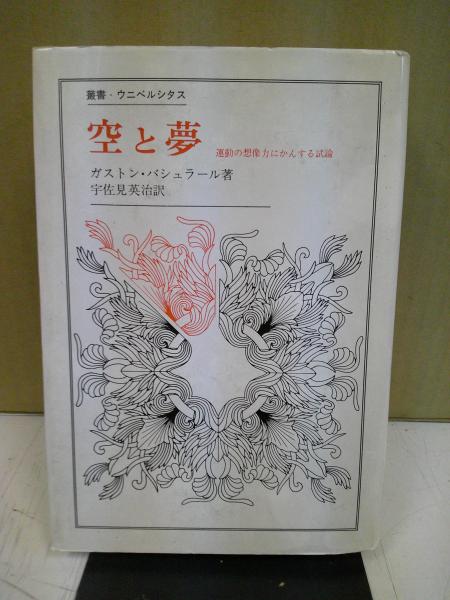 叢書・ウニベルシタス
空と夢
運動の想像力にかんする試論
ガストン・バシュラール著
宇佐見英治訳